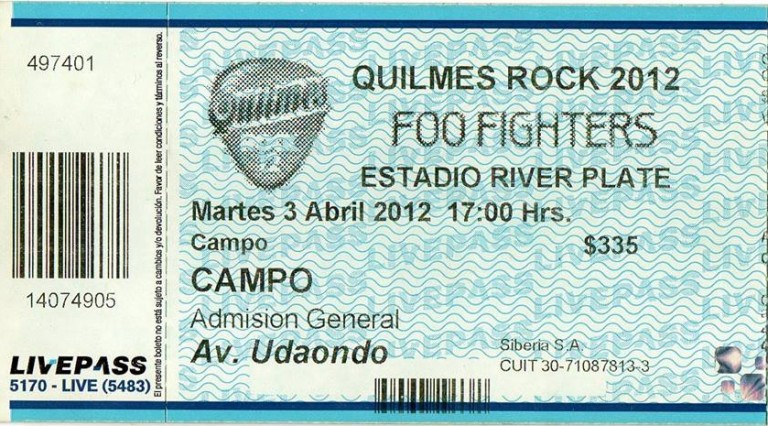 497401
14074905
LIVEPASS
5170 - LIVE (5483)
El presente boleto no está sujeto a cambios y/o devolución. Favor de leer condiciones y términos al reverso.
Quilmes
QUILMES ROCK 2012
FOO FIGHTERS
ESTADIO RIVER PLATE
Martes 3 Abril 2012 17:00 Hrs.
Campo $335
CAMPO
Admision General
Av. Udaondo
Siberia S.A
CUIT 30-71087813-3